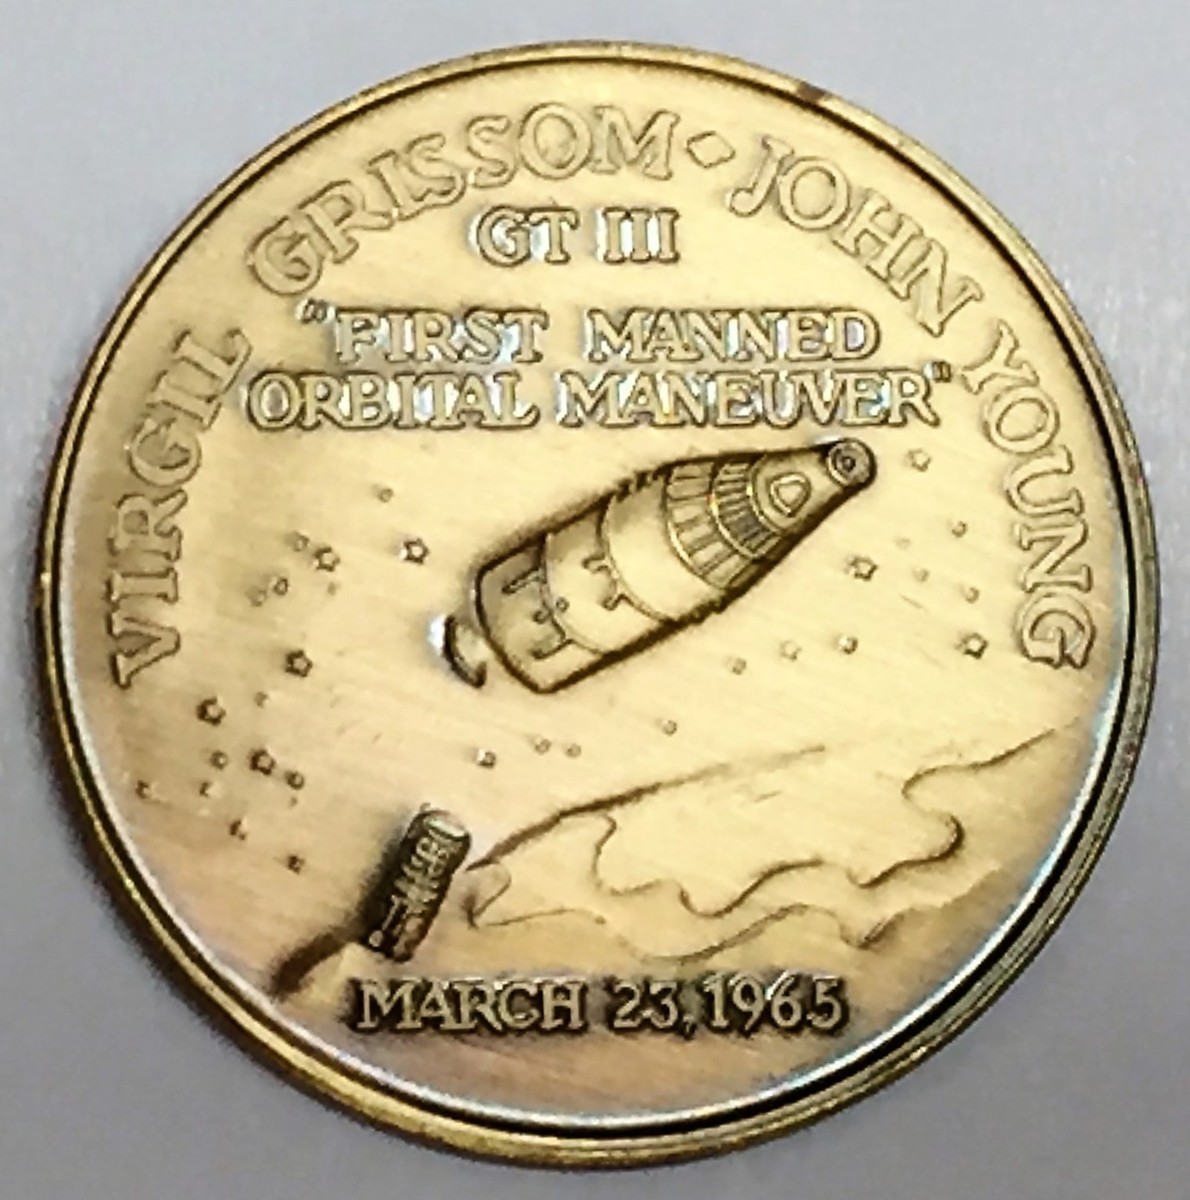 VIRGIL GRISSOM · JOHN YOUNG
GT III
"FIRST MANNED
ORBITAL MANEUVER"
MARCH 23, 1965